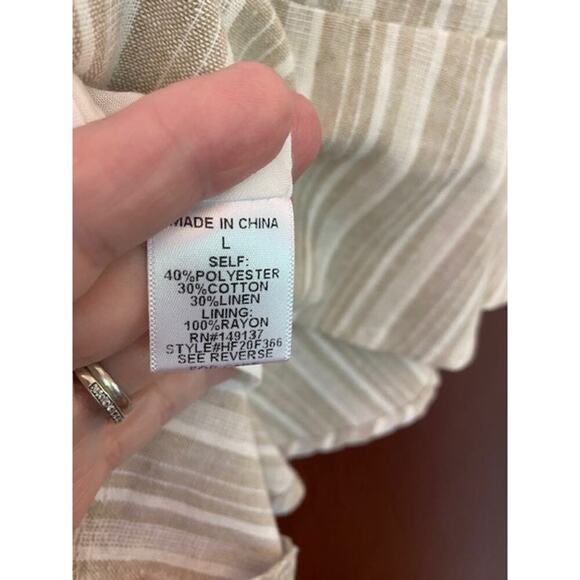 MADE IN CHINA
L
SELF:
40%POLYESTER
30%COTTON
30%LINEN
LINING:
100%RAYON
RN#149137
STYLE#HF20F366
SEE REVERSE